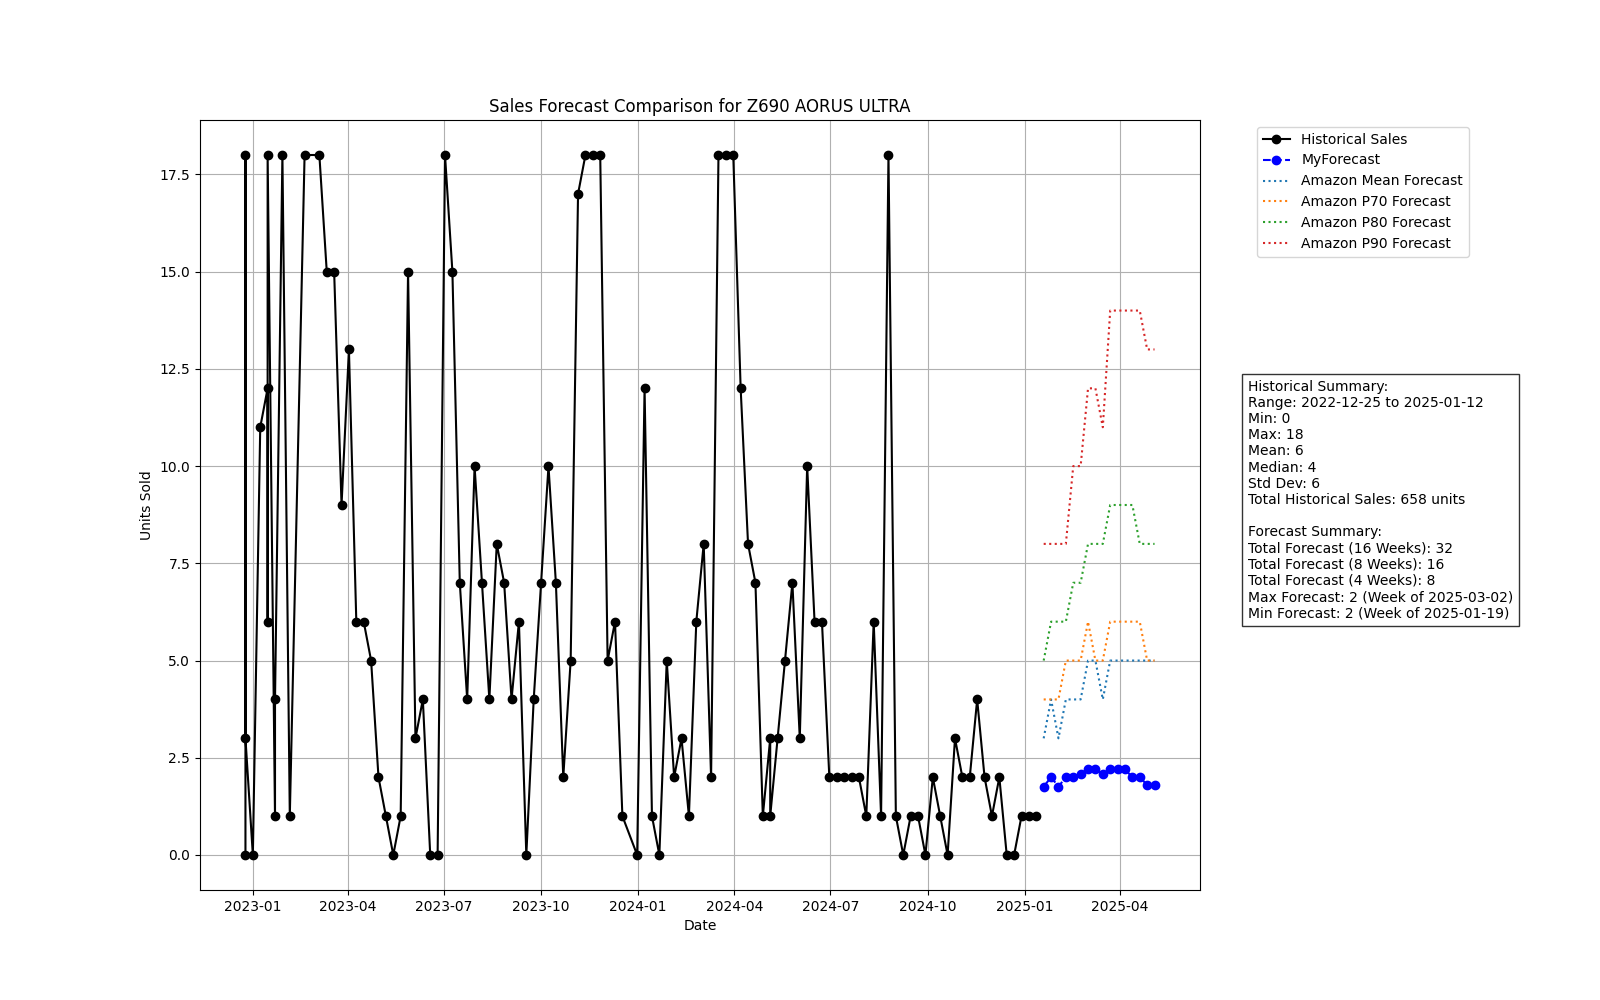 Sales Forecast Comparison for Z690 AORUS ULTRA
Historical Sales
MyForecast
Amazon Mean Forecast
Amazon P70 Forecast
Amazon P80 Forecast
Amazon P90 Forecast
Units Sold
17.5
15.0
12.5
10.0
7.5
5.0
2.5
0.0
Historical Summary:
Range: 2022-12-25 to 2025-01-12
Min: 0
Max: 18
Mean: 6
Median: 4
Std Dev: 6
Total Historical Sales: 658 units
Forecast Summary:
Total Forecast (16 Weeks): 32
Total Forecast (8 Weeks): 16
Total Forecast (4 Weeks): 8
Max Forecast: 2 (Week of 2025-03-02)
Min Forecast: 2 (Week of 2025-01-19)
2023-01
2023-04
2023-07
2023-10
2024-01
2024-04
2024-07
2024-10
2025-01
2025-04
Date